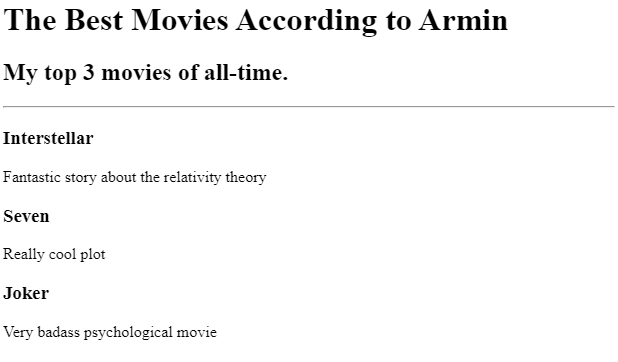 The Best Movies According to Armin
My top 3 movies of all-time.
Interstellar
Fantastic story about the relativity theory
Seven
Really cool plot
Joker
Very badass psychological movie